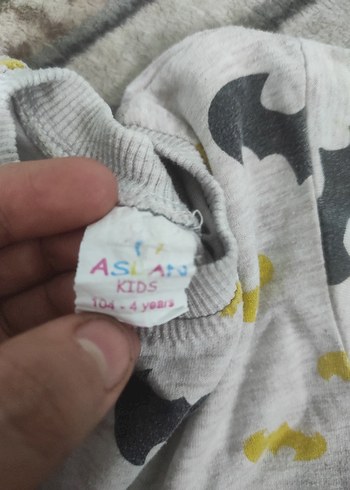 ASLAN
KIDS
104 - 4 years